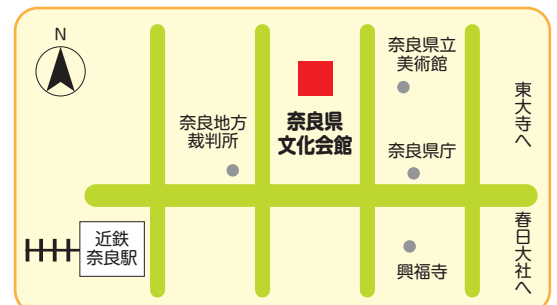 N
奈良県立
美術館
奈良地方
裁判所
奈良県
文化会館
奈良県庁
東大寺へ
近鉄
奈良駅
興福寺
春日大社へ